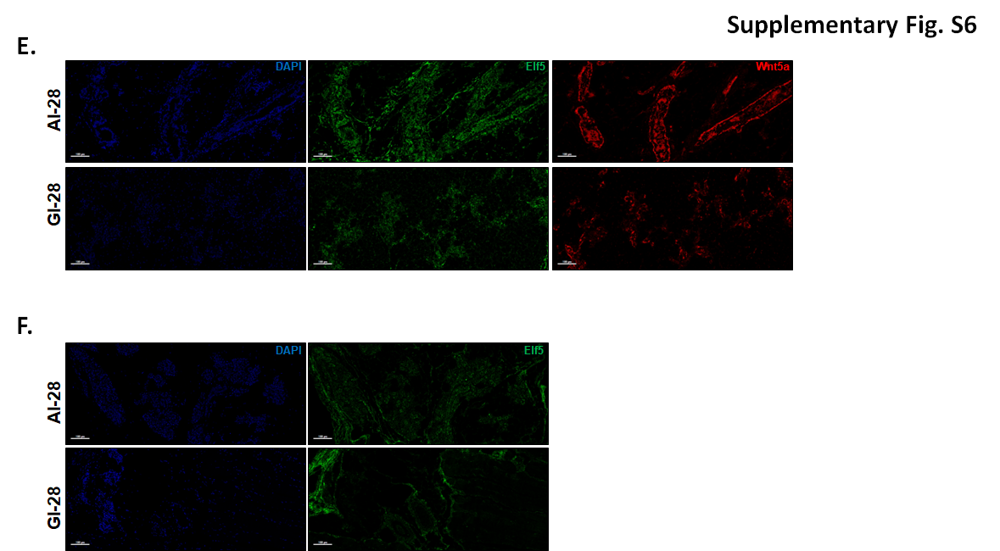 Supplementary Fig. S6
E.
DAPI
Elf5
Wnt5a
AI-28
GI-28
F.
DAPI
Elf5
AI-28
GI-28